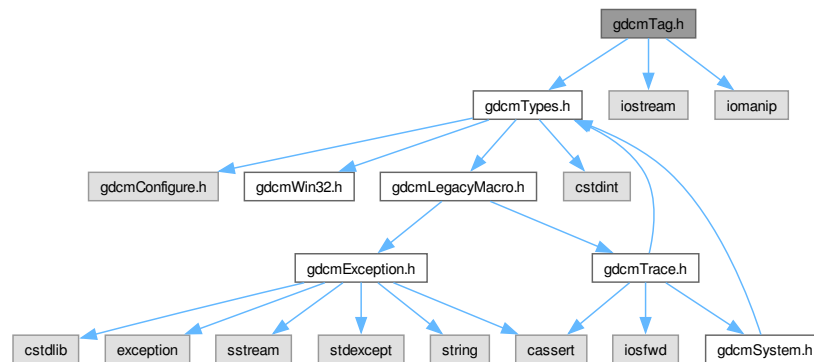 gdcmTag.h
gdcmTypes.h
iostream
iomanip
gdcmConfigure.h
gdcmWin32.h
gdcmLegacyMacro.h
cstdint
gdcmException.h
gdcmTrace.h
cstdlib
exception
sstream
stdexcept
string
cassert
iosfwd
gdcmSystem.h